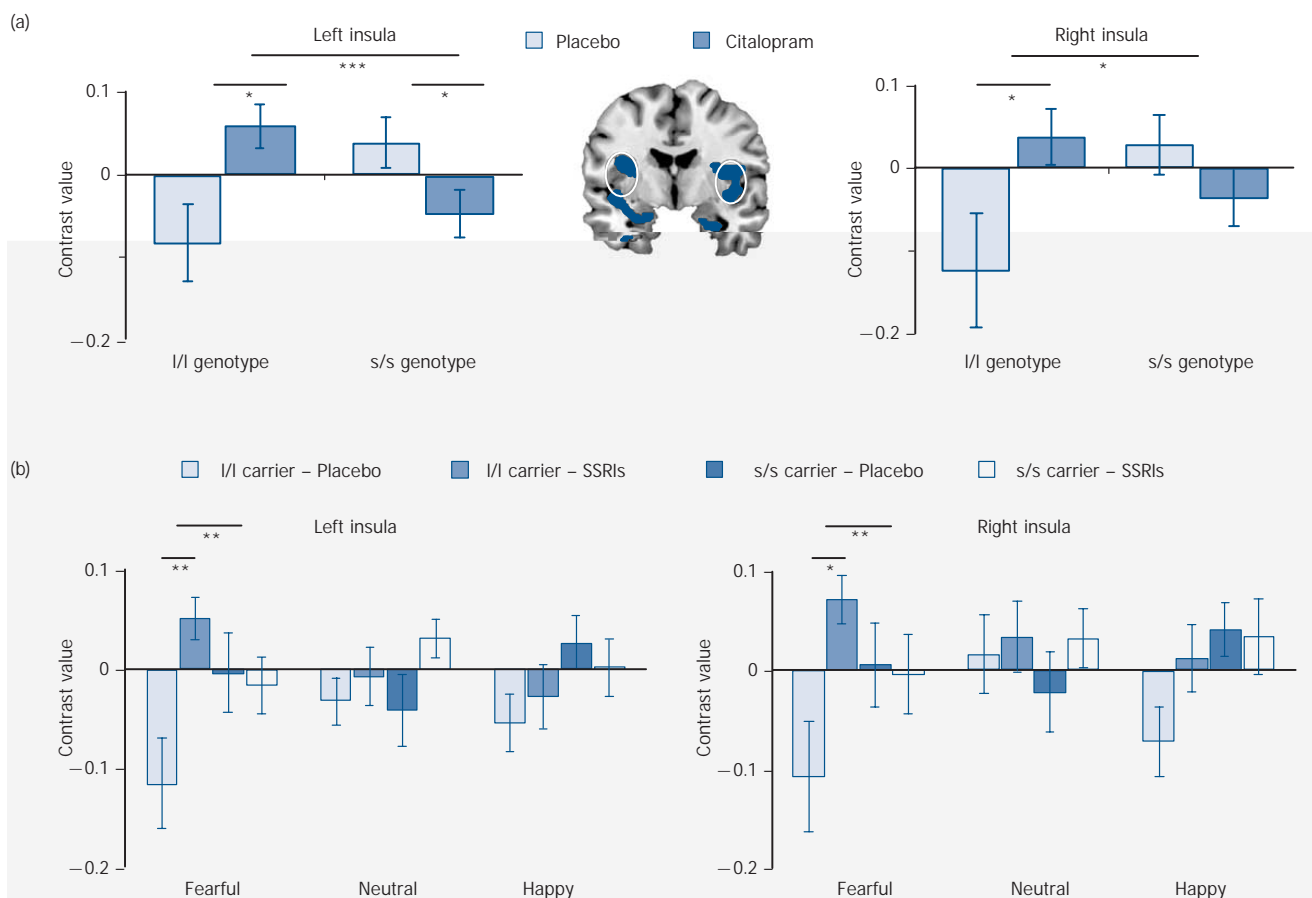 (a)
Left insula
Placebo
Citalopram
Right insula
***
*
*
*
*
0.1
0
−0.2
Contrast value
l/l genotype
s/s genotype
0.1
0
−0.2
Contrast value
l/l genotype
s/s genotype
(b)
l/l carrier – Placebo
l/l carrier – SSRIs
s/s carrier – Placebo
s/s carrier – SSRIs
Left insula
**
**
0.1
0
−0.1
−0.2
Contrast value
Fearful
Neutral
Happy
Right insula
**
*
0.1
0
−0.1
−0.2
Contrast value
Fearful
Neutral
Happy